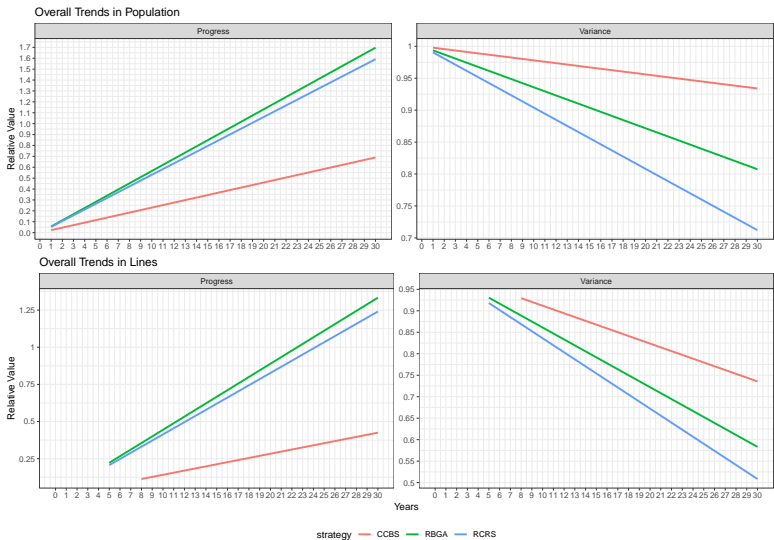 Overall Trends in Population
Progress
Variance
Relative Value
1.7
1.6
1.5
1.4
1.3
1.2
1.1
1.0
0.9
0.8
0.7
0.6
0.5
0.4
0.3
0.2
0.1
0.0
0 1 2 3 4 5 6 7 8 9 10 11 12 13 14 15 16 17 18 19 20 21 22 23 24 25 26 27 28 29 30
1
0.95
0.9
0.85
0.8
0.75
0.7
0 1 2 3 4 5 6 7 8 9 10 11 12 13 14 15 16 17 18 19 20 21 22 23 24 25 26 27 28 29 30
Overall Trends in Lines
Progress
Variance
Relative Value
1.25
1
0.75
0.5
0.25
0 1 2 3 4 5 6 7 8 9 10 11 12 13 14 15 16 17 18 19 20 21 22 23 24 25 26 27 28 29 30
0.95
0.9
0.85
0.8
0.75
0.7
0.65
0.6
0.55
0.5
0 1 2 3 4 5 6 7 8 9 10 11 12 13 14 15 16 17 18 19 20 21 22 23 24 25 26 27 28 29 30
Years
strategy CCBS RBGA RCRS